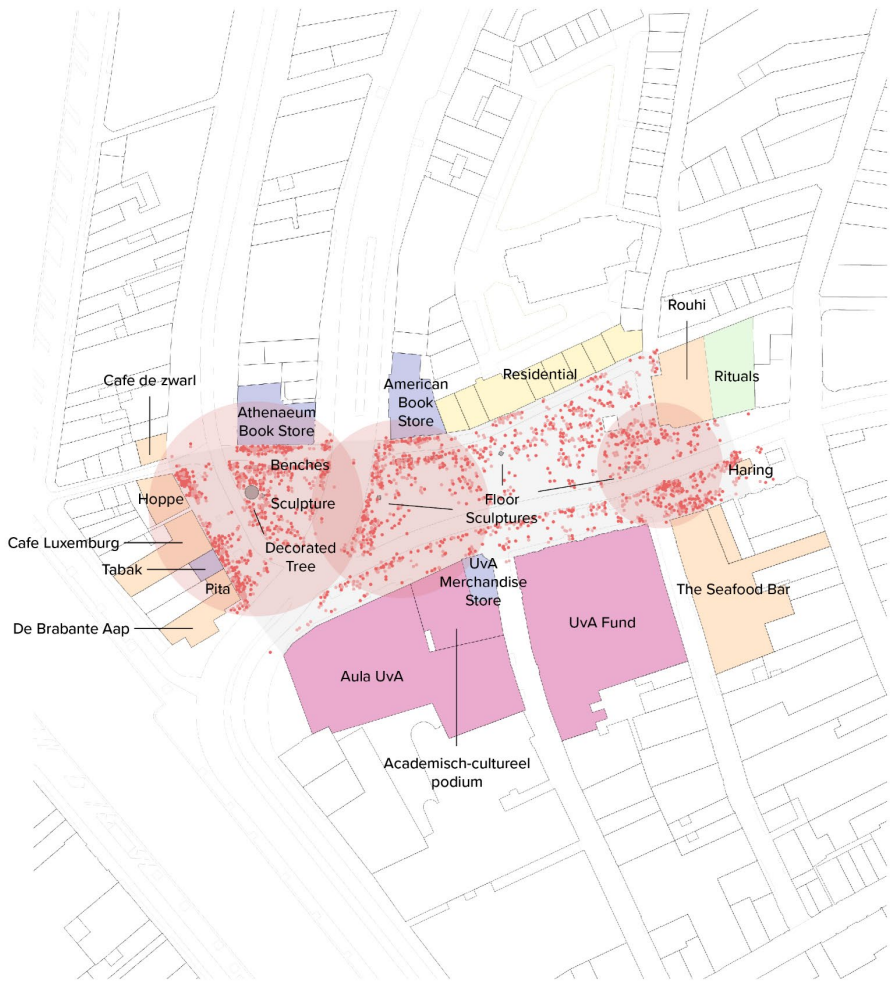 Rouhi
Residential
Rituals
Cafe de zwarl
American
Book
Store
Athenaeum
Book Store
Benches
Haring
Hoppe
Sculpture
Floor
Sculptures
Cafe Luxemburg
Decorated
Tree
Tabak
UvA
Merchandise
Store
Pita
The Seafood Bar
De Brabante Aap
UvA Fund
Aula UvA
Academisch-cultureel
podium